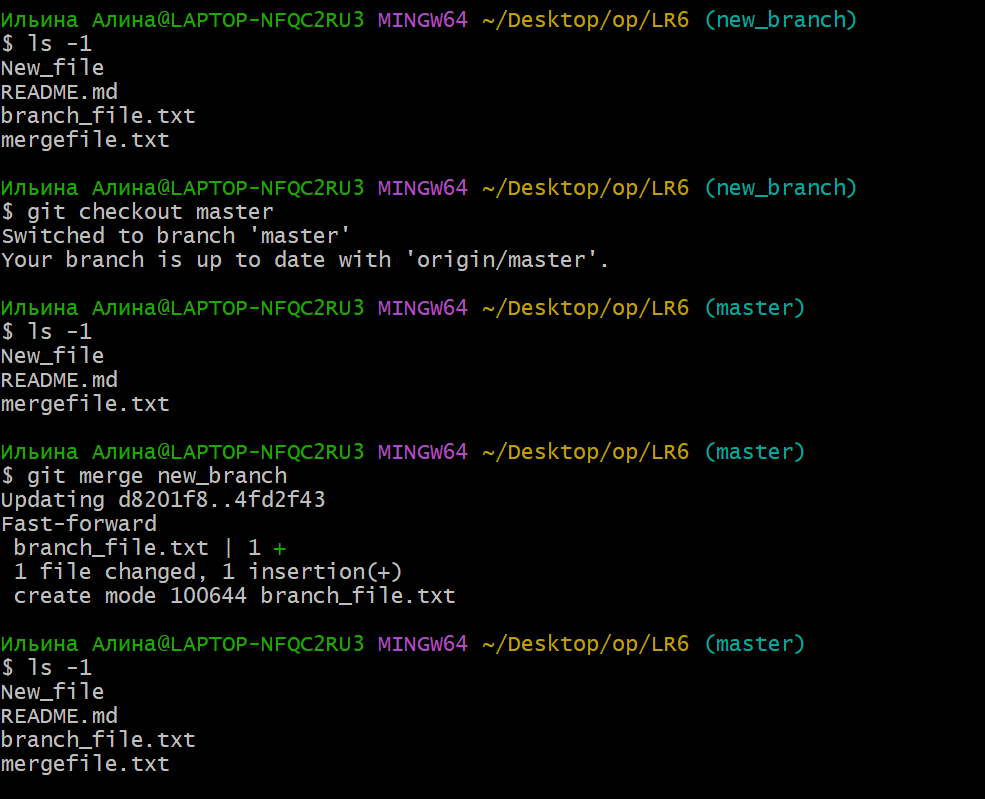 Ильина Алина@LAPTOP-NFQC2RU3 MINGW64 ~/Desktop/op/LR6 (new_branch)
$ ls -1
New_file
README.md
branch_file.txt
mergefile.txt
Ильина Алина@LAPTOP-NFQC2RU3 MINGW64 ~/Desktop/op/LR6 (new_branch)
$ git checkout master
Switched to branch 'master'
Your branch is up to date with 'origin/master'.
Ильина Алина@LAPTOP-NFQC2RU3 MINGW64 ~/Desktop/op/LR6 (master)
$ ls -1
New_file
README.md
mergefile.txt
Ильина Алина@LAPTOP-NFQC2RU3 MINGW64 ~/Desktop/op/LR6 (master)
$ git merge new_branch
Updating d8201f8..4fd2f43
Fast-forward
 branch_file.txt | 1 +
 1 file changed, 1 insertion(+)
 create mode 100644 branch_file.txt
Ильина Алина@LAPTOP-NFQC2RU3 MINGW64 ~/Desktop/op/LR6 (master)
$ ls -1
New_file
README.md
branch_file.txt
mergefile.txt